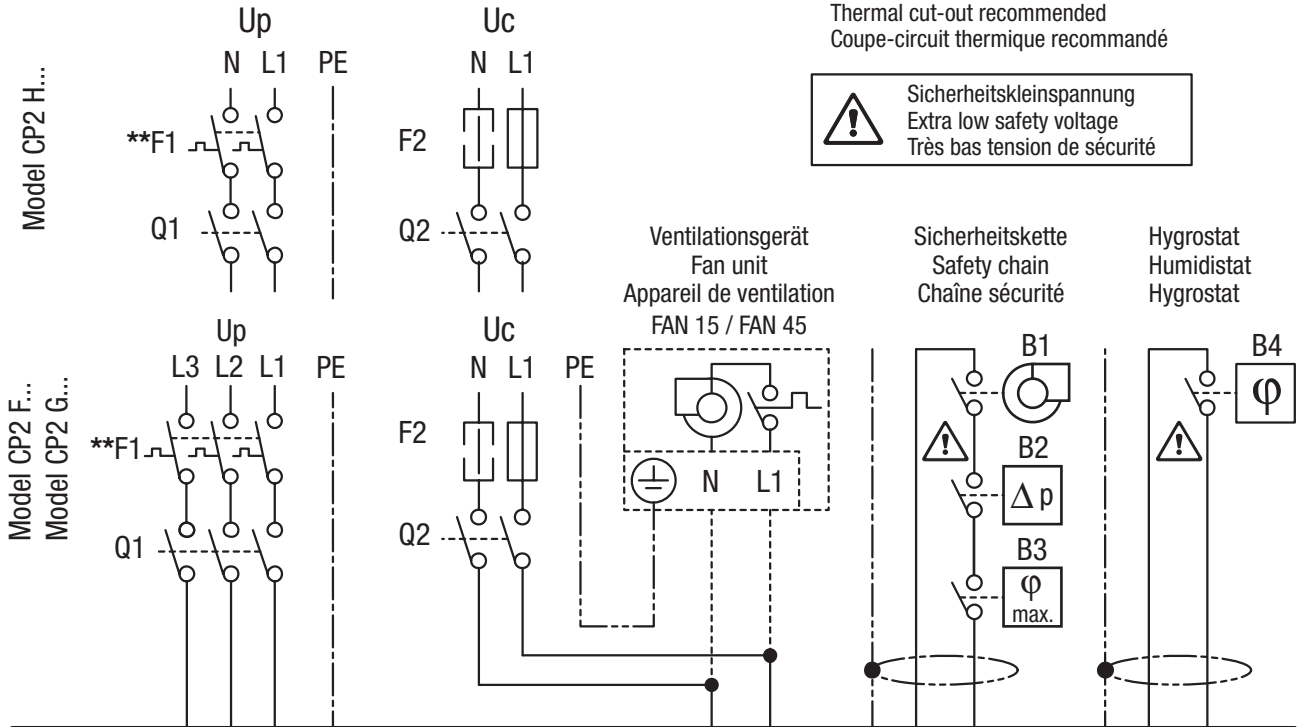 Thermal cut-out recommended
Coupe-circuit thermique recommandé
Sicherheitskleinspannung
Extra low safety voltage
Très bas tension de sécurité
Model CP2 H...
Up
N L1 PE
**F1
Q1
Uc
N L1
F2
Q2
Model CP2 F...
Model CP2 G...
Up
L3 L2 L1 PE
**F1
Q1
Uc
N L1 PE
F2
Q2
Ventilationsgerät
Fan unit
Appareil de ventilation
FAN 15 / FAN 45
N L1
Sicherheitskette
Safety chain
Chaîne sécurité
B1
B2
Δ p
B3
φ
max.
Hygrostat
Humidistat
Hygrostat
B4
φ